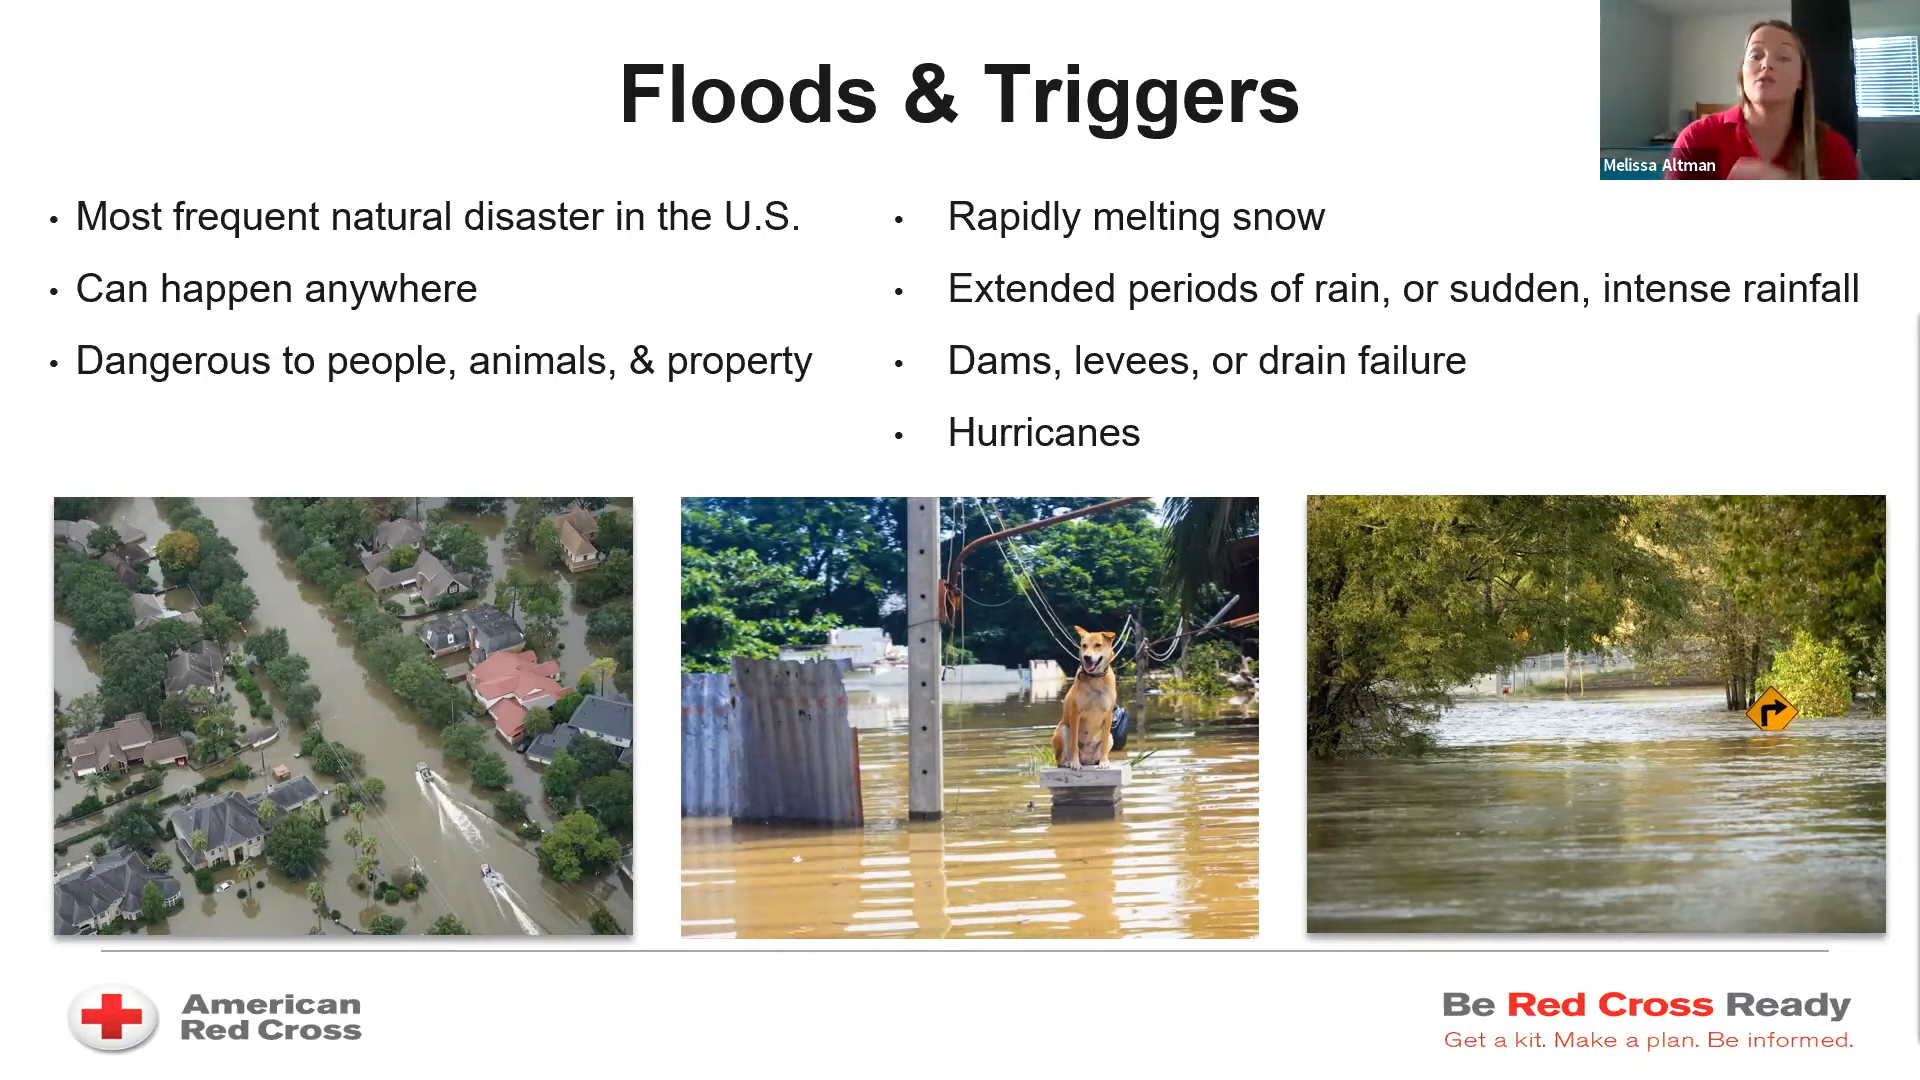 Floods & Triggers
Melissa Altman
• Most frequent natural disaster in the U.S.
• Can happen anywhere
• Dangerous to people, animals, & property
• Rapidly melting snow
• Extended periods of rain, or sudden, intense rainfall
• Dams, levees, or drain failure
• Hurricanes
American
Red Cross
Be Red Cross Ready
Get a kit. Make a plan. Be informed.